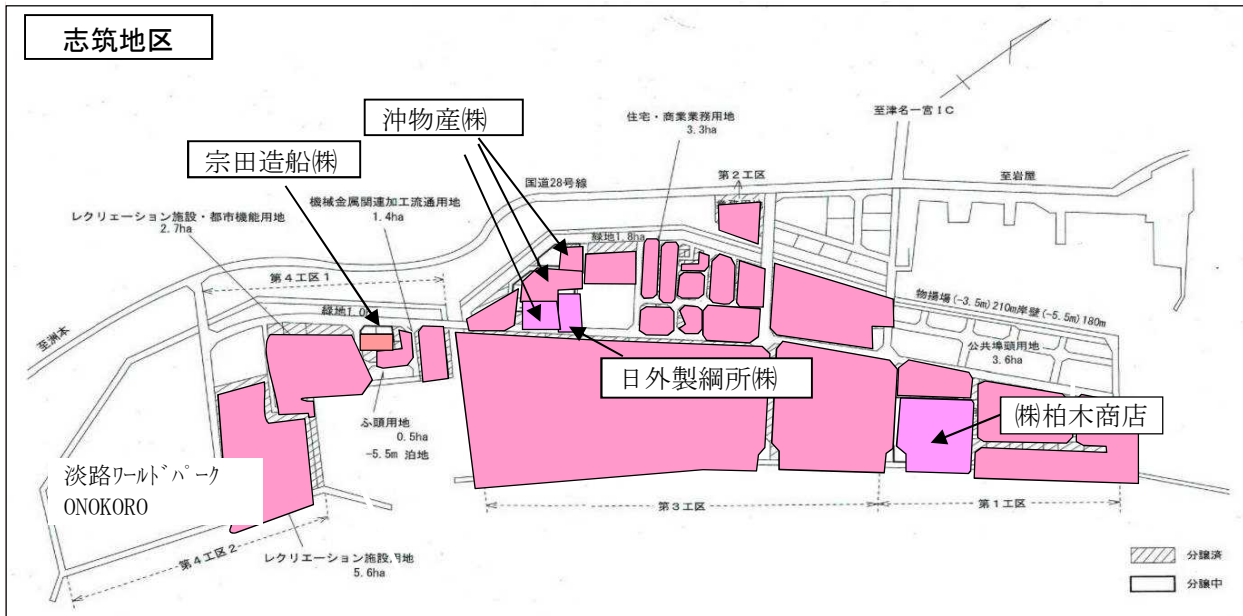 志筑地区
沖物産㈱
宗田造船㈱
住宅・商業業務用地
3.3ha
至津名一宮IC
第2工区
国道28号線
至岩屋
機械金属関連加工流通用地
1.4ha
レクリェーション施設・都市機能用地
2.7ha
緑地1.8ha
第4工区1
緑地1.0
至洲本
物揚場(-3.5m)210m岸壁(-5.5m)180m
公共埠頭用地
3.6ha
日外製綱所㈱
㈱柏木商店
ふ頭用地
0.5ha
-5.5m 泊地
淡路ワールドパーク
ONOKORO
第3工区
第1工区
第4工区2
レクリエーション施設用地
5.6ha
分譲済
分譲中